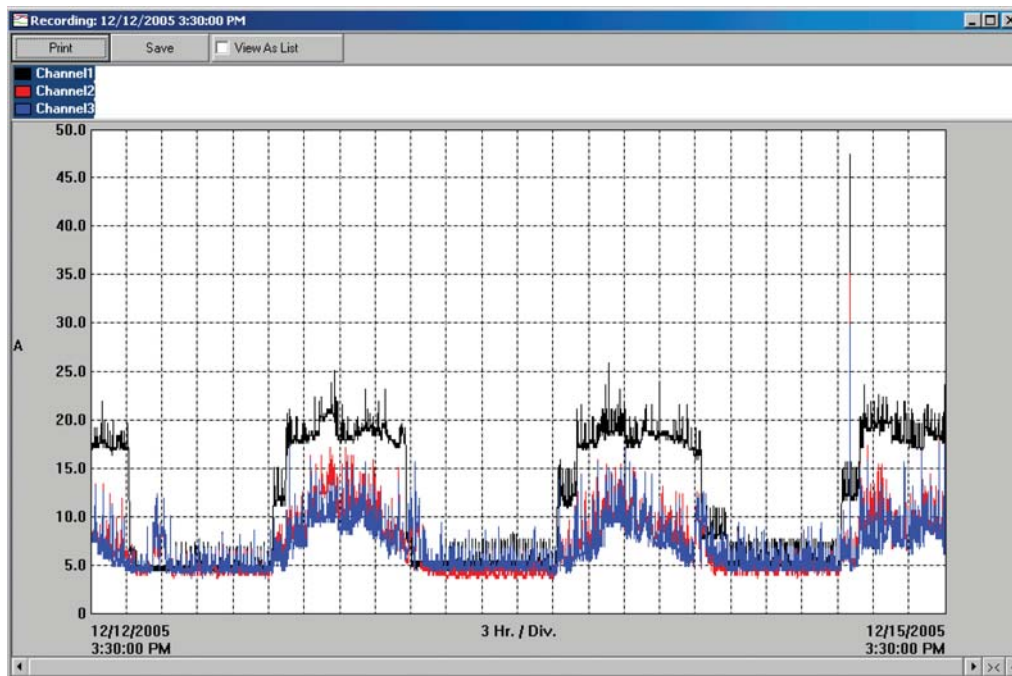 Recording: 12/12/2005 3:30:00 PM
Print Save View As List
Channel1
Channel2
Channel3
50.0
45.0
40.0
35.0
30.0
A
25.0
20.0
15.0
10.0
5.0
0
12/12/2005 3 Hr. / Div. 12/15/2005
3:30:00 PM 3:30:00 PM